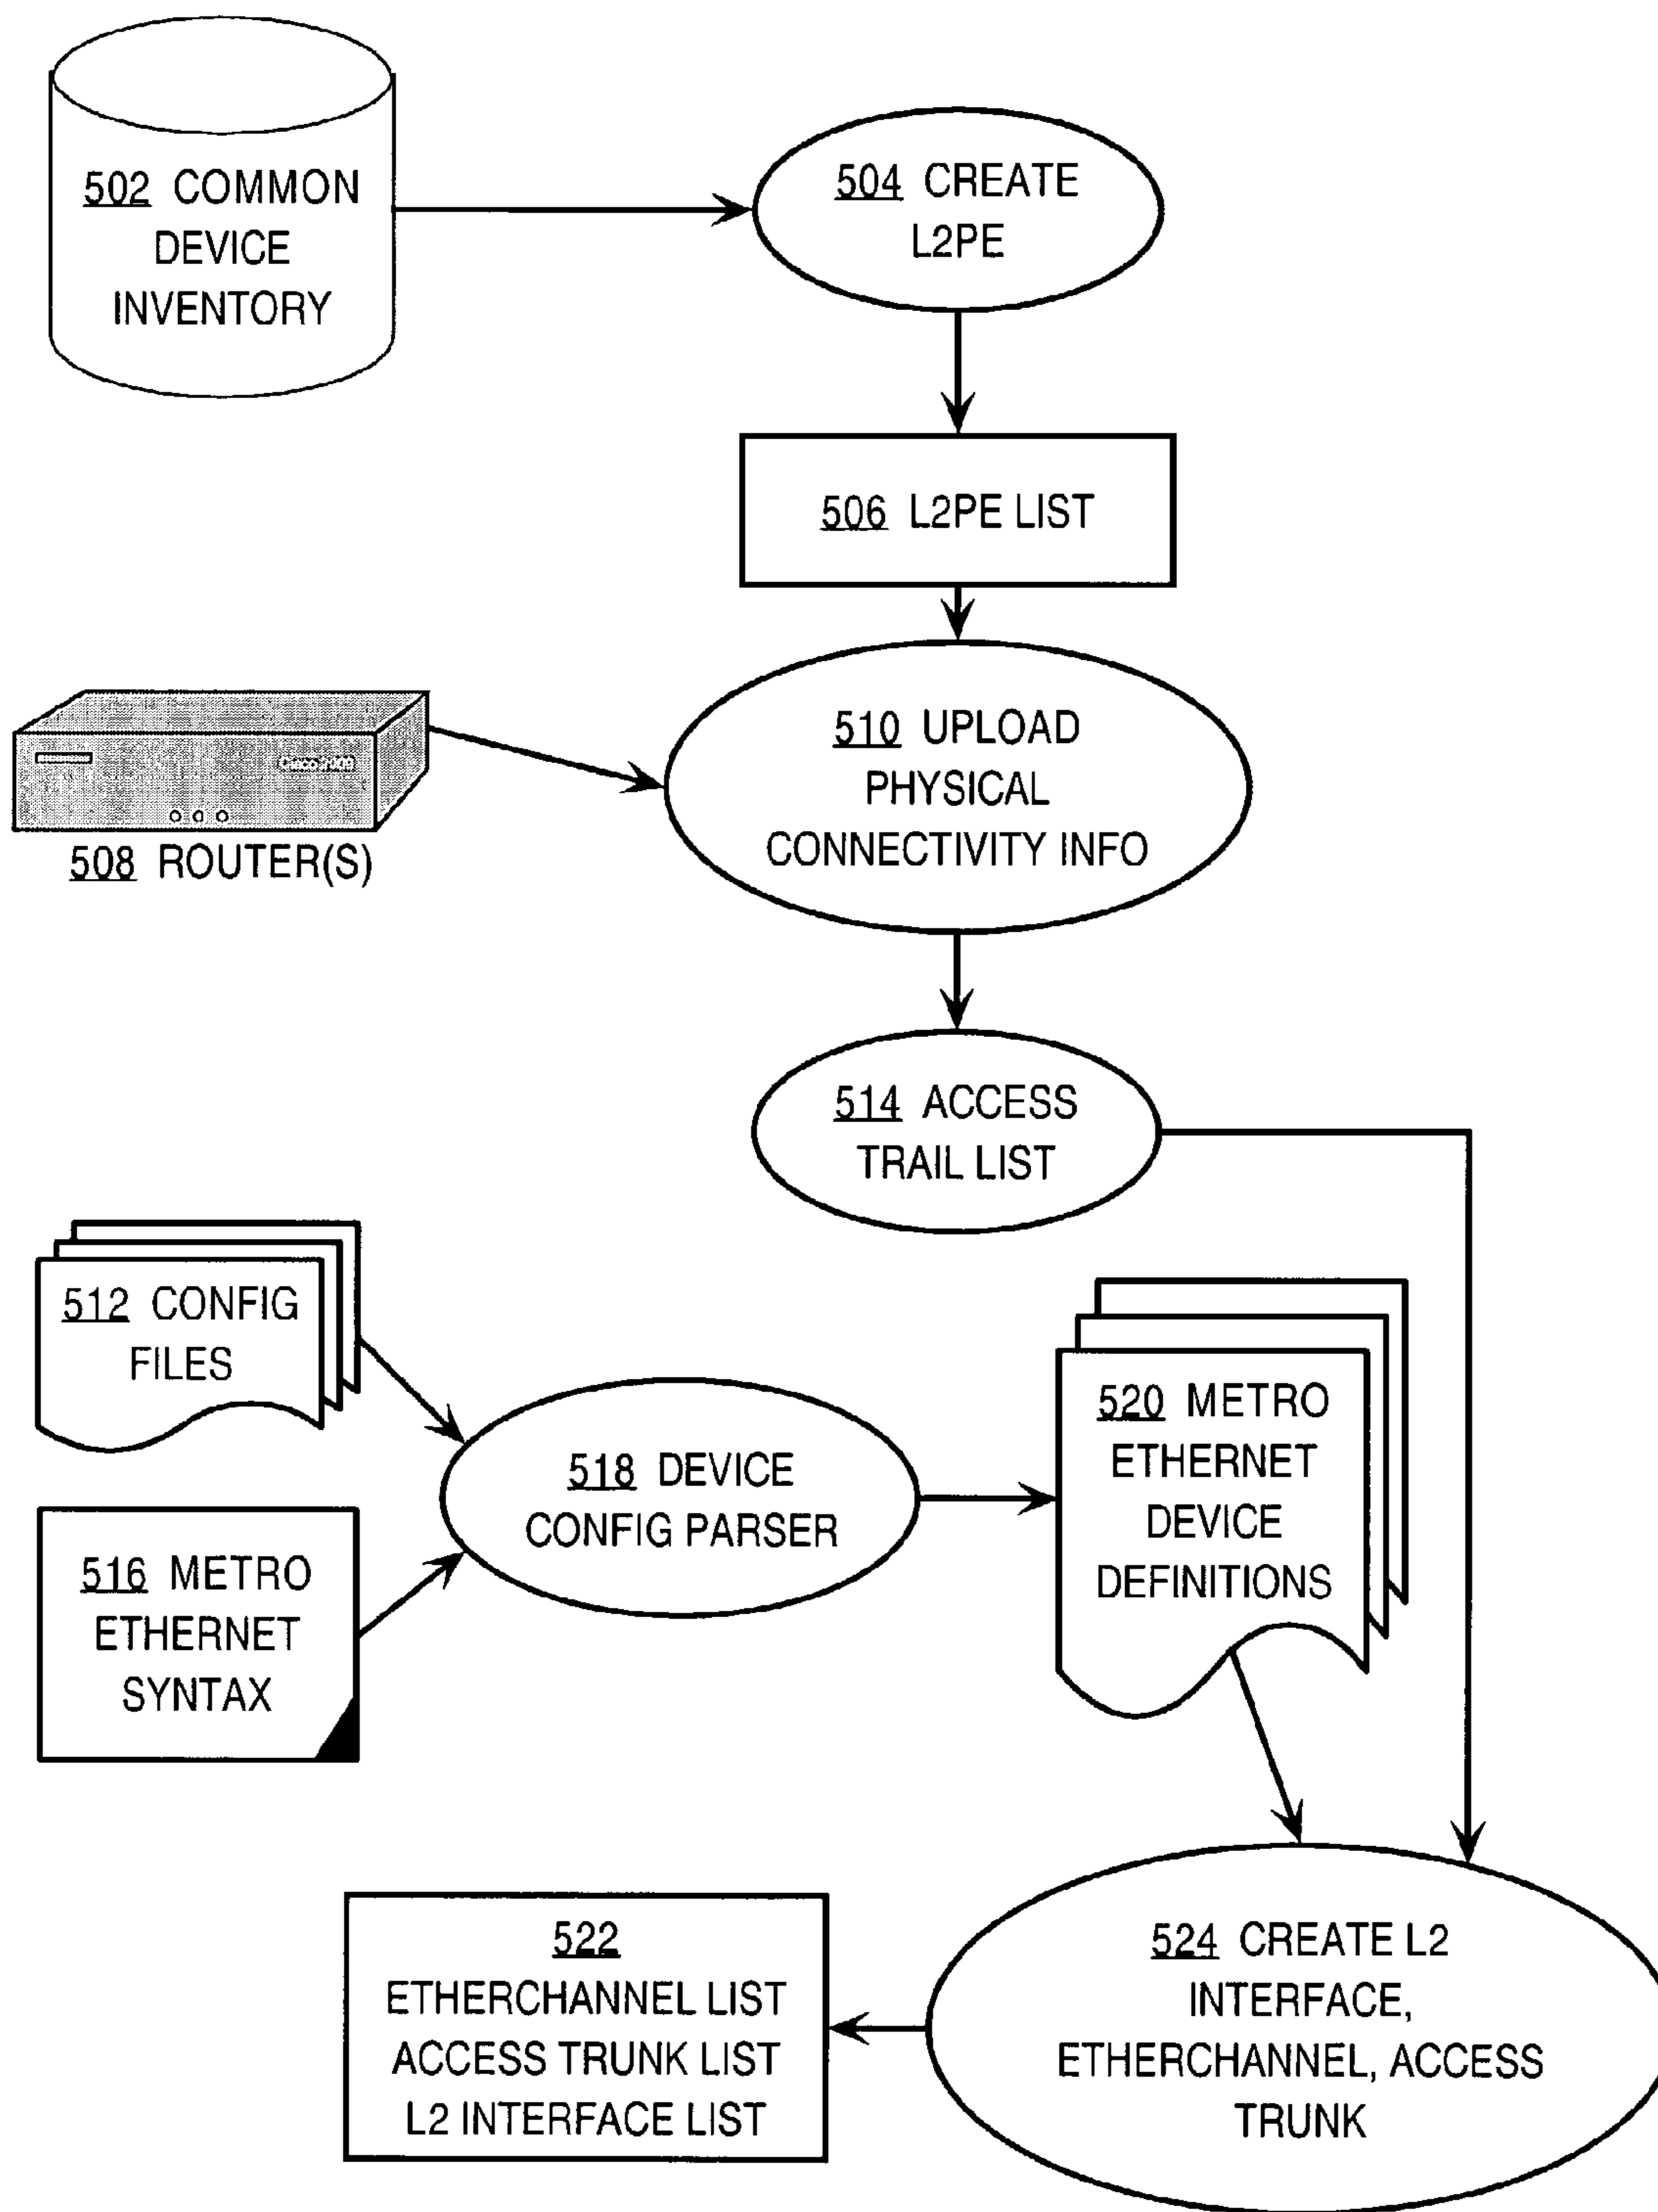 502 COMMON
DEVICE
INVENTORY
504 CREATE
L2PE
506 L2PE LIST
508 ROUTER(S)
510 UPLOAD
PHYSICAL
CONNECTIVITY INFO
514 ACCESS
TRAIL LIST
512 CONFIG
FILES
516 METRO
ETHERNET
SYNTAX
518 DEVICE
CONFIG PARSER
520 METRO
ETHERNET
DEVICE
DEFINITIONS
522
ETHERCHANNEL LIST
ACCESS TRUNK LIST
L2 INTERFACE LIST
524 CREATE L2
INTERFACE,
ETHERCHANNEL, ACCESS
TRUNK